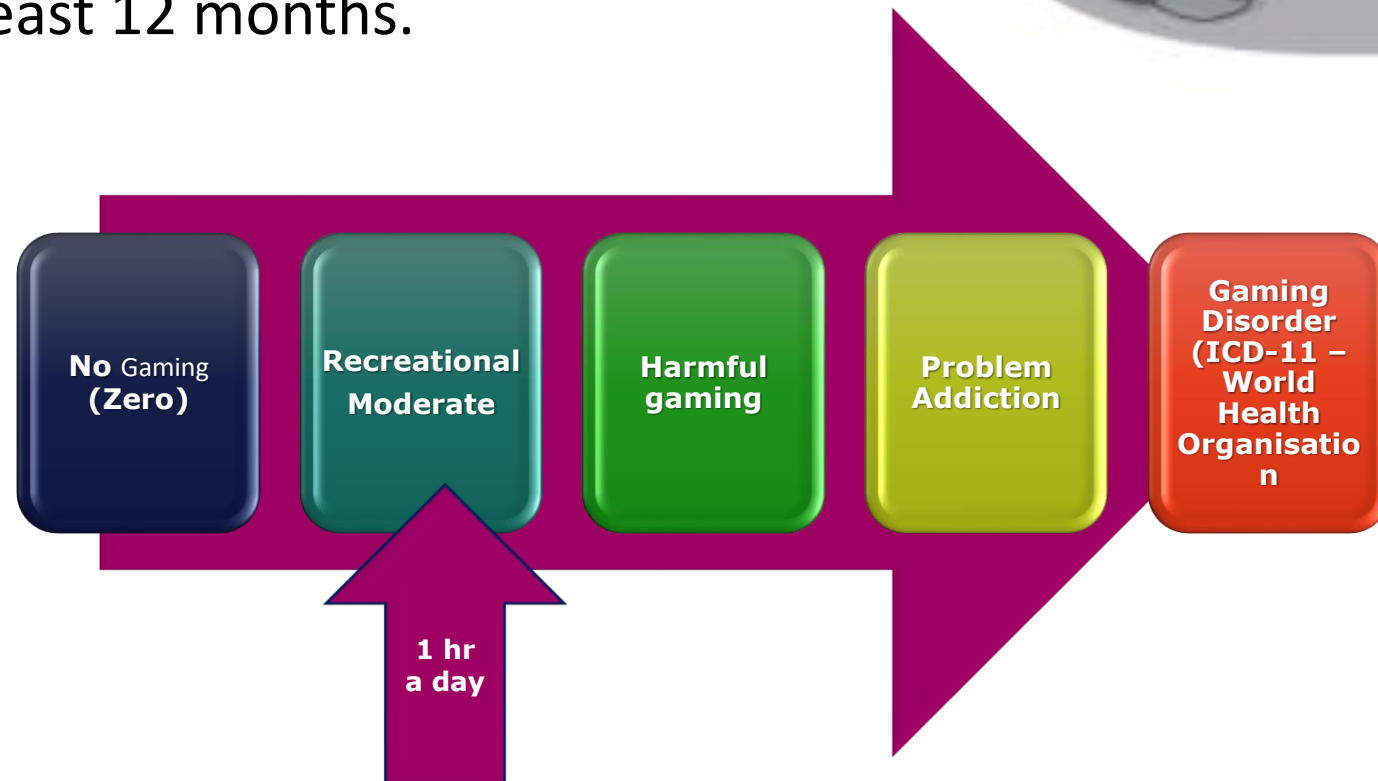 east 12 months.
No Gaming
(Zero)
Recreational
Moderate
Harmful
gaming
Problem
Addiction
Gaming
Disorder
(ICD-11 –
World
Health
Organisatio
n
1 hr
a day